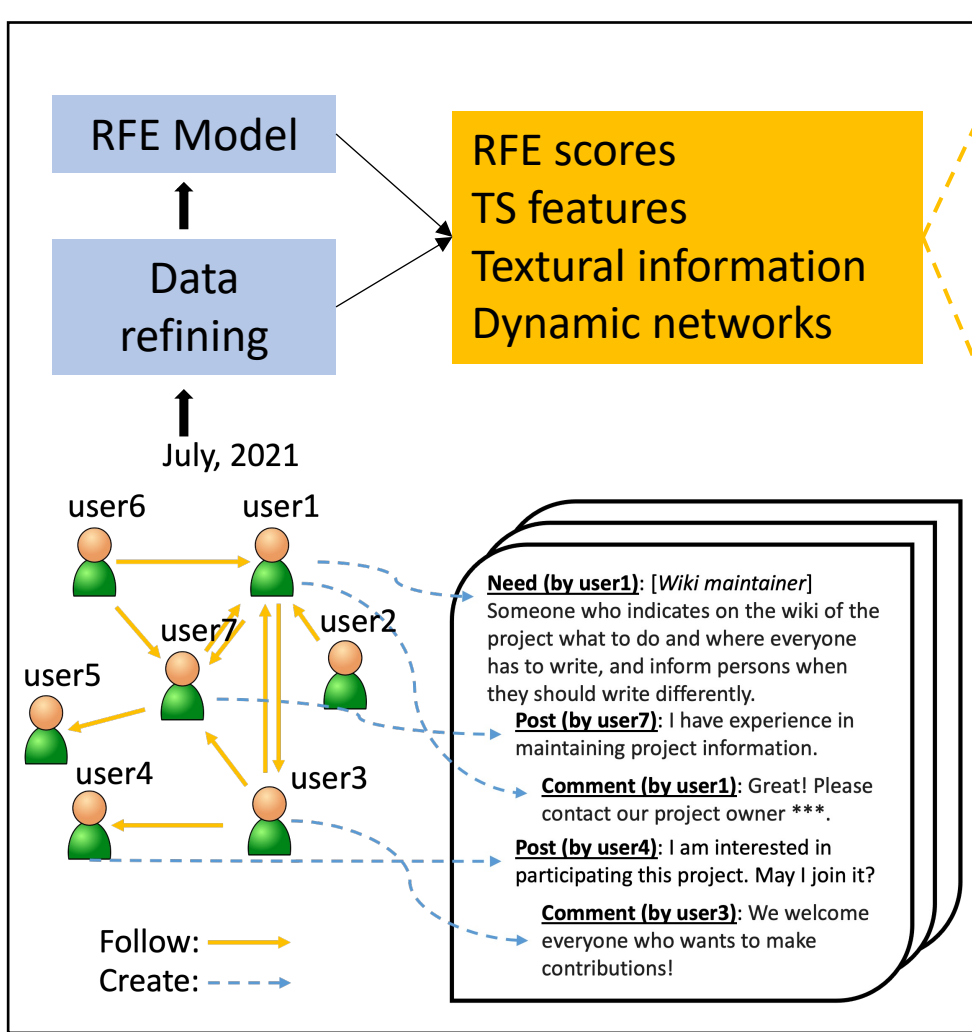 RFE Model
Data
refining
RFE scores
TS features
Textural information
Dynamic networks
July, 2021
user6
user1
user7
user2
user5
user4
user3
Follow:
Create:
Need (by user1): [Wiki maintainer]
Someone who indicates on the wiki of the
project what to do and where everyone
has to write, and inform persons when
they should write differently.
Post (by user7): I have experience in
maintaining project information.
Comment (by user1): Great! Please
contact our project owner ***.
Post (by user4): I am interested in
participating this project. May I join it?
Comment (by user3): We welcome
everyone who wants to make
contributions!